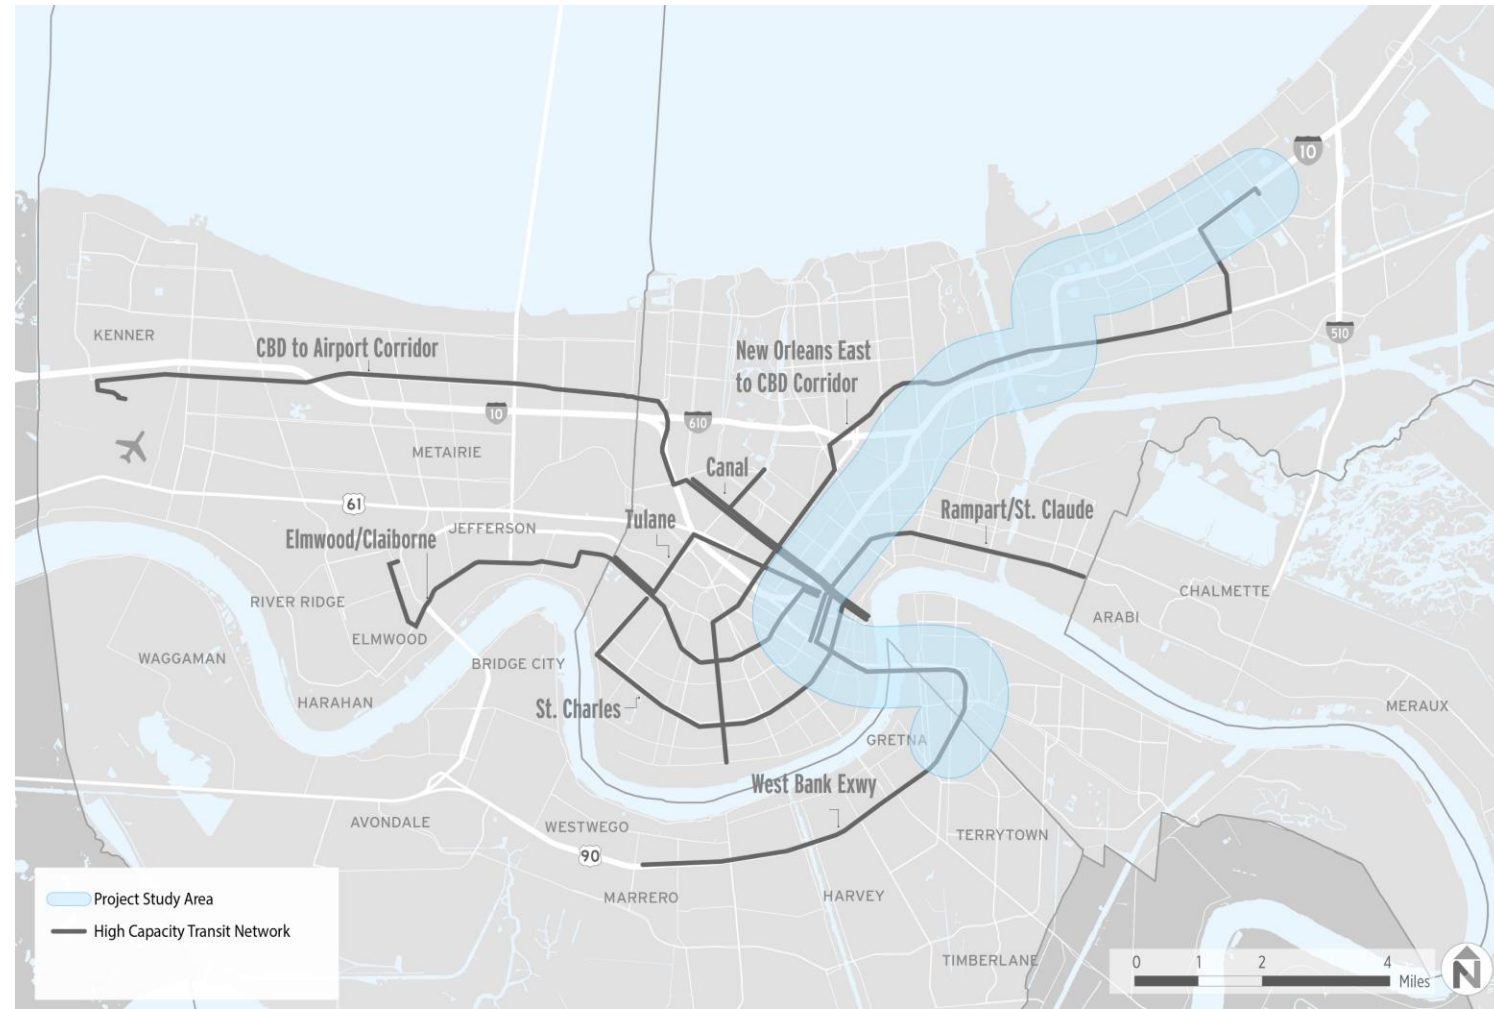 10
KENNER
CBD to Airport Corridor
New Orleans East
to CBD Corridor
510
10
610
METAIRIE
Canal
61
Tulane
Rampart/St. Claude
JEFFERSON
Elmwood/Claiborne
CHALMETTE
RIVER RIDGE
ARABI
ELMWOOD
WAGGAMAN
BRIDGE CITY
HARAHAN
St. Charles
MERAUX
GRETNA
West Bank Exwy
AVONDALE
WESTWEGO
TERRYTOWN
90
MARRERO
HARVEY
Project Study Area
High Capacity Transit Network
TIMBERLANE
0 1 2 4
Miles
N